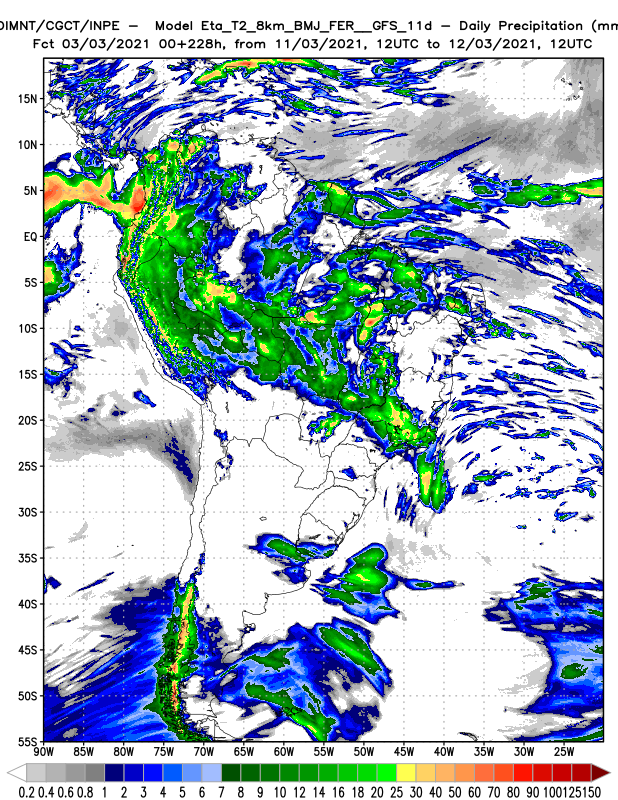 DIMNT/CGCT/INPE – Model Eta_T2_8km_BMJ_FER__GFS_11d – Daily Precipitation (mm
Fct 03/03/2021 00+228h, from 11/03/2021, 12UTC to 12/03/2021, 12UTC
15N
10N
5N
EQ
5S
10S
15S
20S
25S
30S
35S
40S
45S
50S
55S
90W 85W 80W 75W 70W 65W 60W 55W 50W 45W 40W 35W 30W 25W
0.2 0.4 0.6 0.8 1 2 3 4 5 6 7 8 9 10 12 14 16 18 20 25 30 40 50 60 70 80 90 100 125 150